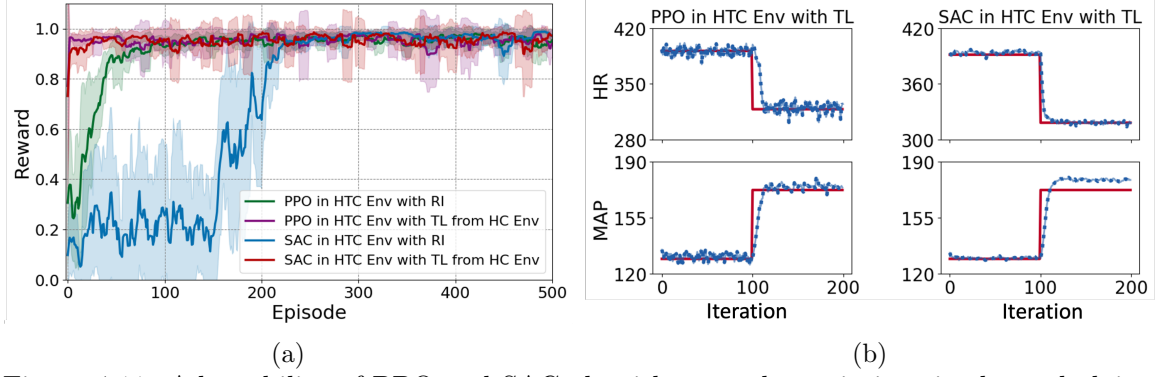 1.0
0.8
0.6
0.4
0.2
0.0
Reward
0
100
200
300
400
500
Episode
PPO in HTC Env with RI
PPO in HTC Env with TL from HC Env
SAC in HTC Env with RI
SAC in HTC Env with TL from HC Env
(a)
PPO in HTC Env with TL
420
350
280
HR
190
155
120
MAP
0
100
200
Iteration
SAC in HTC Env with TL
420
360
300
190
155
120
0
100
200
Iteration
(b)